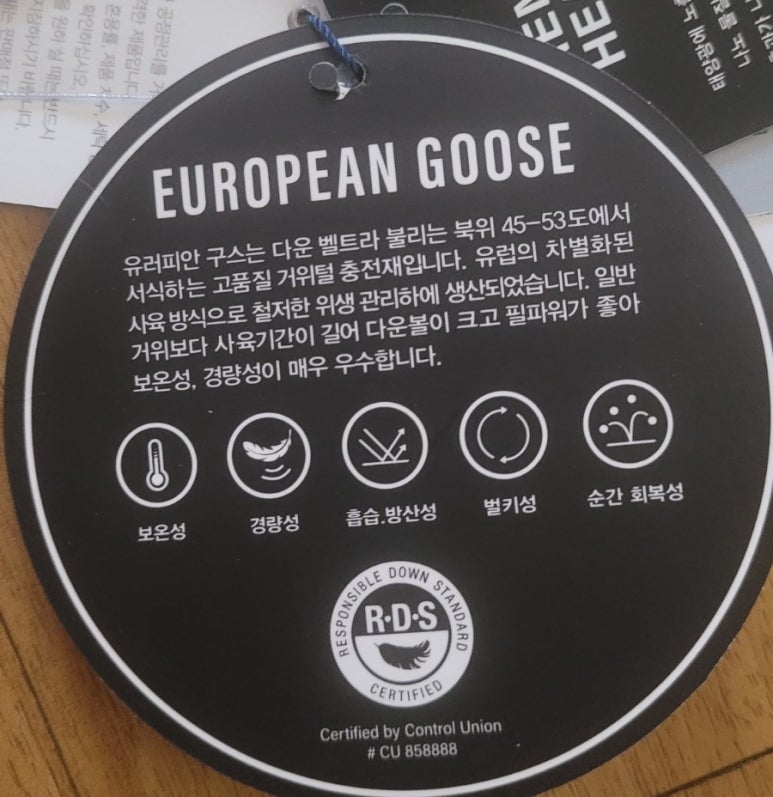 EUROPEAN GOOSE
유러피안 구스는 다운 벨트라 불리는 북위 45-53도에서
서식하는 고품질 거위털 충전재입니다. 유럽의 차별화된
사육 방식으로 철저한 위생 관리하에 생산되었습니다. 일반
거위보다 사육기간이 길어 다운볼이 크고 필파워가 좋아
보온성, 경량성이 매우 우수합니다.
보온성 경량성 흡습.방산성 벌키성 순간 회복성
RESPONSIBLE DOWN STANDARD
R·D·S
CERTIFIED
Certified by Control Union
# CU 858888